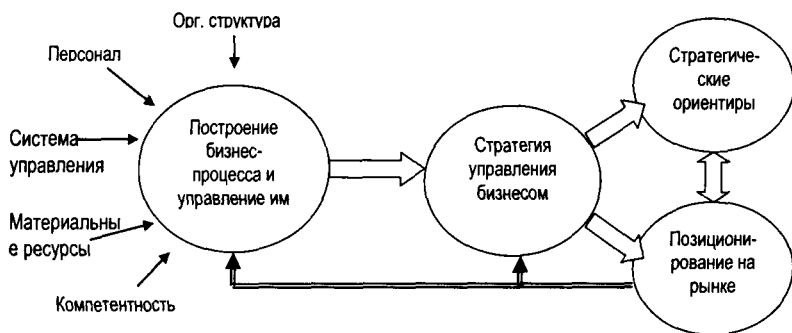 Орг. структура
Персонал
Система
управления
Материальны
е ресурсы
Компетентность
Построение
бизнес-
процесса и
управление им
Стратегия
управления
бизнесом
Стратегиче-
ские
ориентиры
Позициони-
рование на
рынке